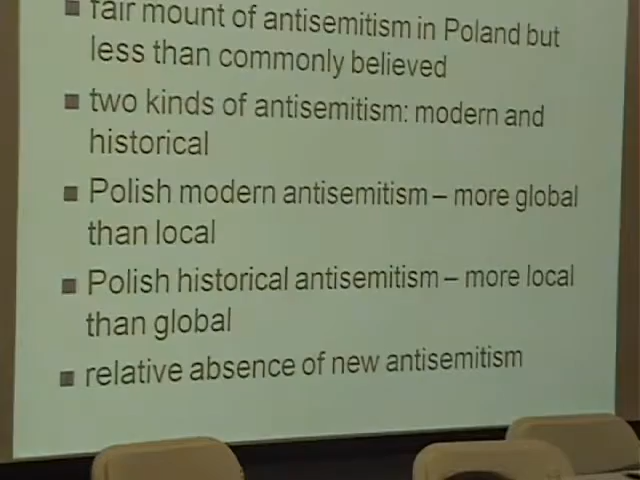 fair mount of antisemitism in Poland but
less than commonly believed
two kinds of antisemitism: modern and
historical
Polish modern antisemitism – more global
than local
Polish historical antisemitism – more local
than global
relative absence of new antisemitism